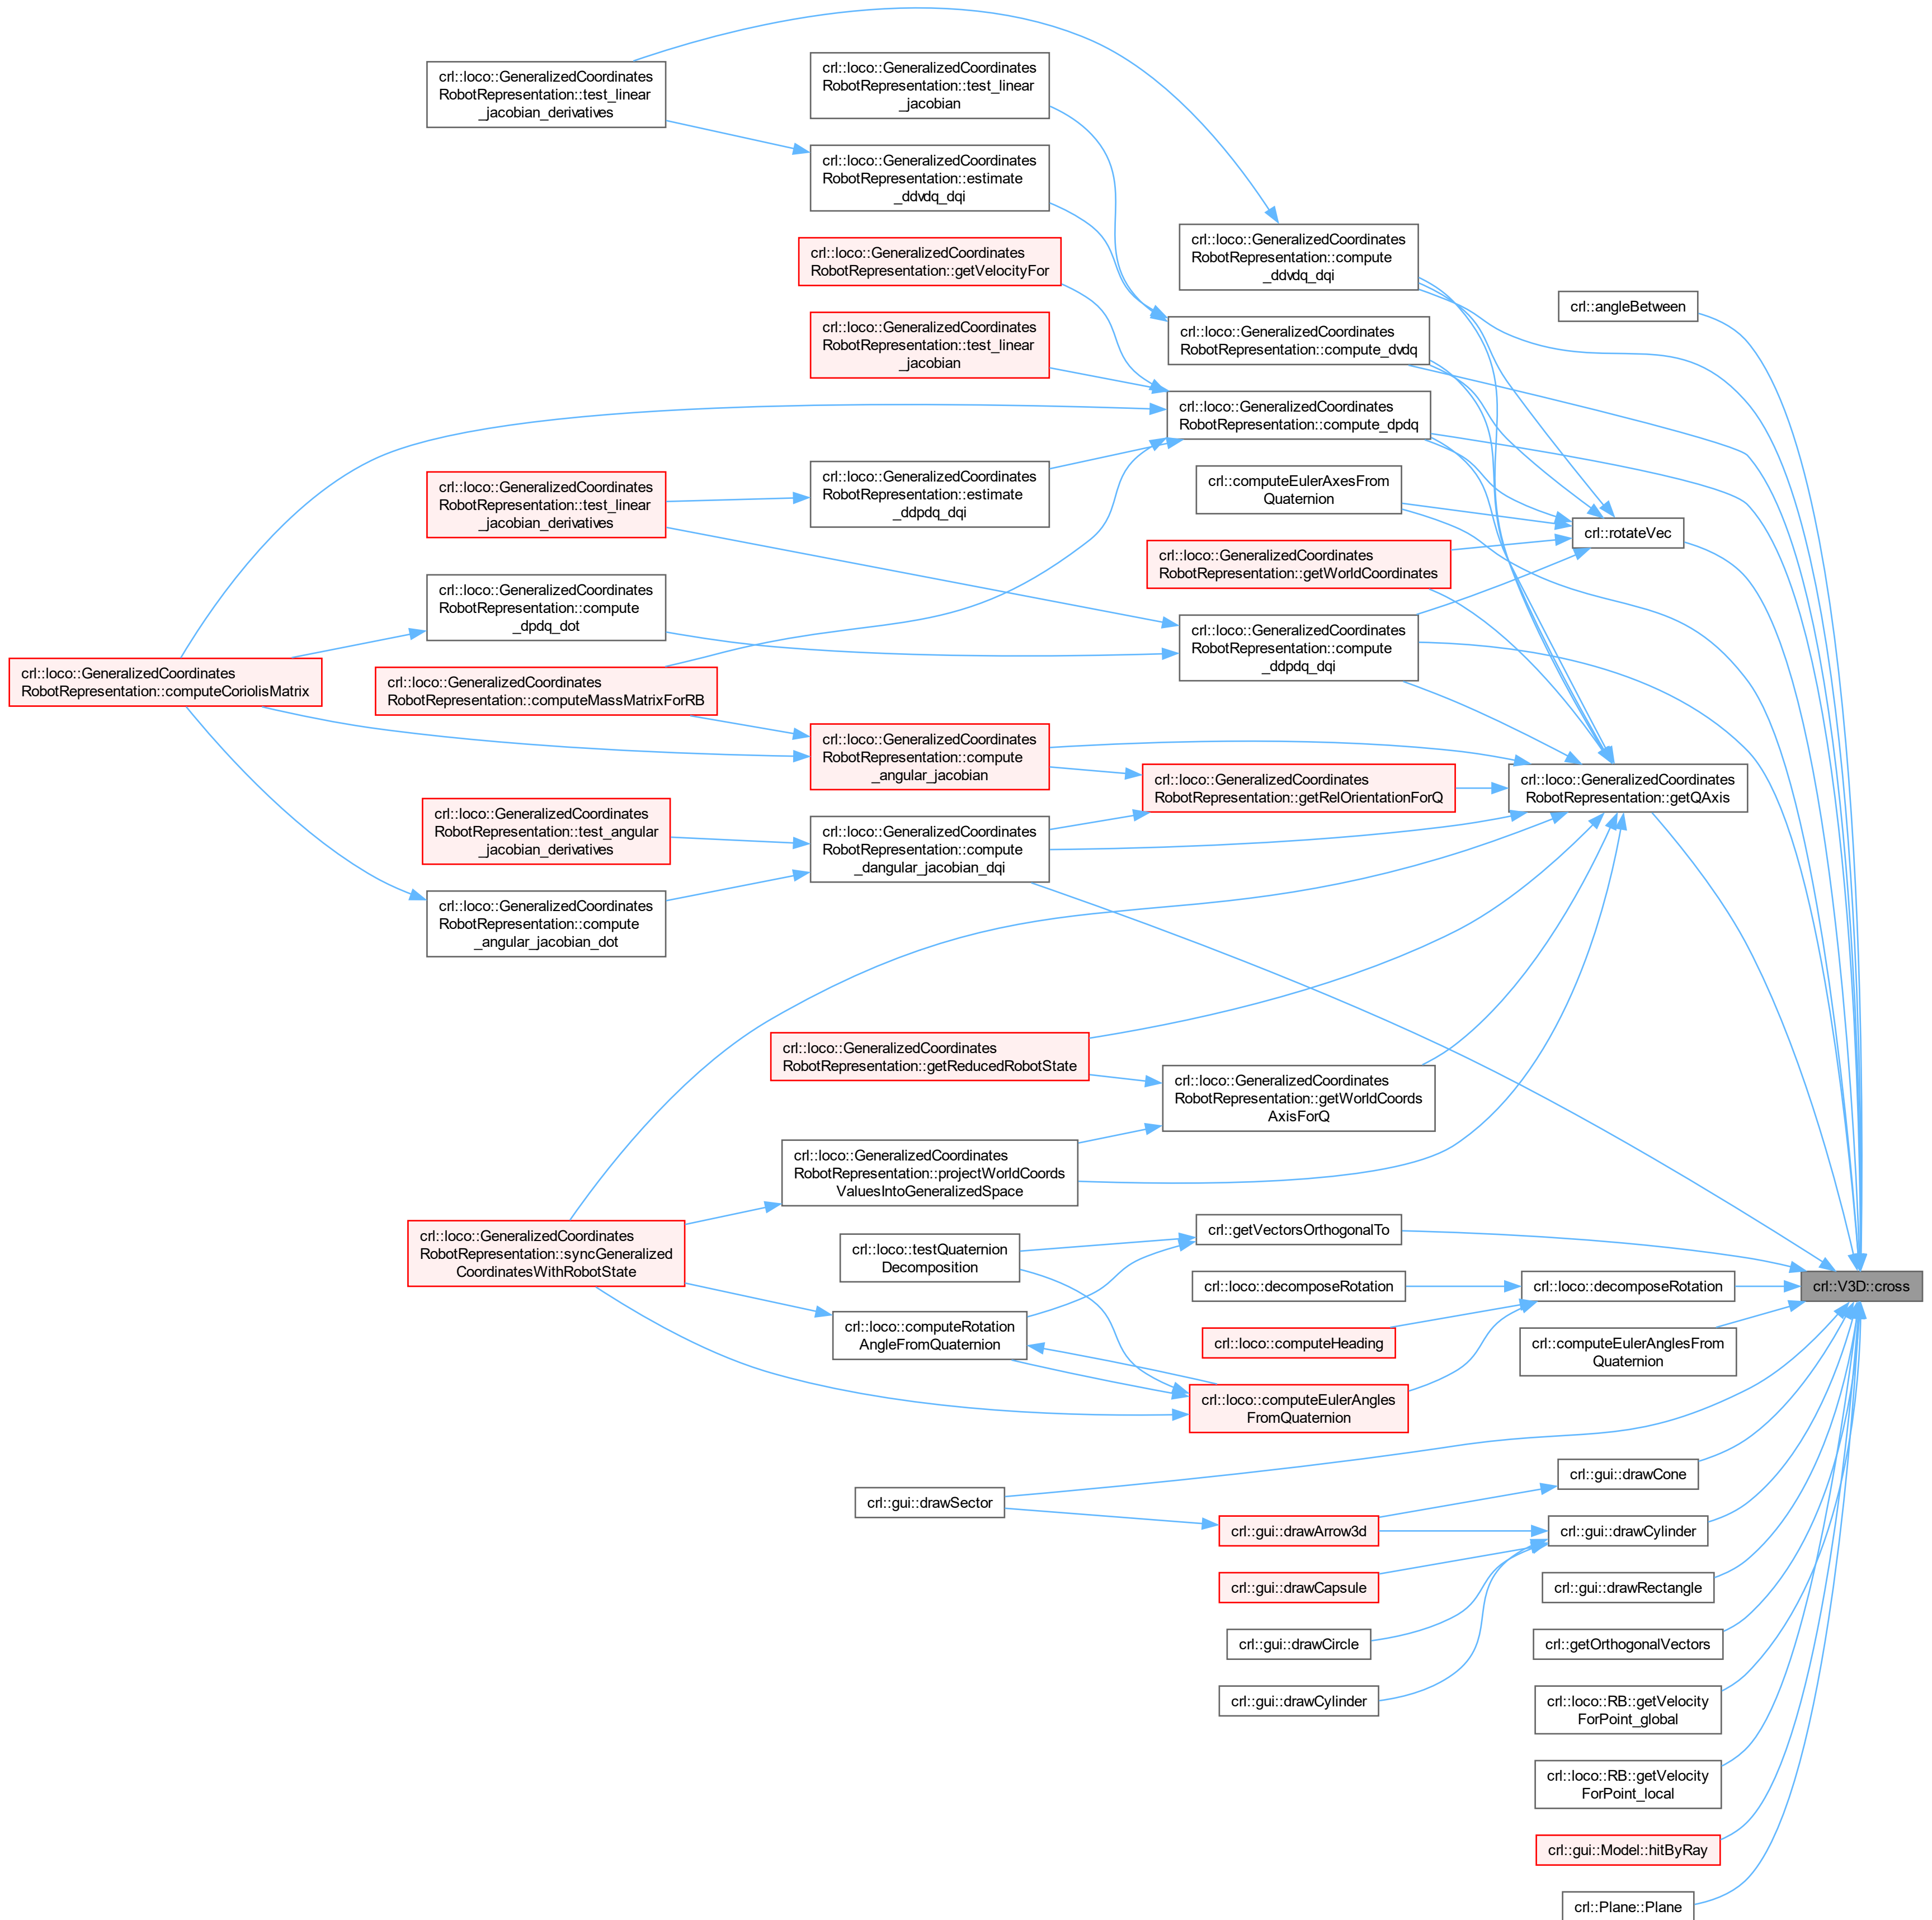 crl::loco::GeneralizedCoordinates
RobotRepresentation::test_linear
_jacobian_derivatives
crl::loco::GeneralizedCoordinates
RobotRepresentation::test_linear
_jacobian
crl::loco::GeneralizedCoordinates
RobotRepresentation::estimate
_ddvdq_dqi
crl::loco::GeneralizedCoordinates
RobotRepresentation::getVelocityFor
crl::loco::GeneralizedCoordinates
RobotRepresentation::test_linear
_jacobian
crl::loco::GeneralizedCoordinates
RobotRepresentation::compute
_ddvdq_dqi
crl::angleBetween
crl::loco::GeneralizedCoordinates
RobotRepresentation::compute_dvdq
crl::loco::GeneralizedCoordinates
RobotRepresentation::compute_dpdq
crl::loco::GeneralizedCoordinates
RobotRepresentation::test_linear
_jacobian_derivatives
crl::loco::GeneralizedCoordinates
RobotRepresentation::estimate
_ddpdq_dqi
crl::computeEulerAxesFrom
Quaternion
crl::rotateVec
crl::loco::GeneralizedCoordinates
RobotRepresentation::getWorldCoordinates
crl::loco::GeneralizedCoordinates
RobotRepresentation::compute
_dpdq_dot
crl::loco::GeneralizedCoordinates
RobotRepresentation::compute
_ddpdq_dqi
crl::loco::GeneralizedCoordinates
RobotRepresentation::computeCoriolisMatrix
crl::loco::GeneralizedCoordinates
RobotRepresentation::computeMassMatrixForRB
crl::loco::GeneralizedCoordinates
RobotRepresentation::compute
_angular_jacobian
crl::loco::GeneralizedCoordinates
RobotRepresentation::getRelOrientationForQ
crl::loco::GeneralizedCoordinates
RobotRepresentation::getQAxis
crl::loco::GeneralizedCoordinates
RobotRepresentation::test_angular
_jacobian_derivatives
crl::loco::GeneralizedCoordinates
RobotRepresentation::compute
_dangular_jacobian_dqi
crl::loco::GeneralizedCoordinates
RobotRepresentation::compute
_angular_jacobian_dot
crl::loco::GeneralizedCoordinates
RobotRepresentation::getReducedRobotState
crl::loco::GeneralizedCoordinates
RobotRepresentation::getWorldCoords
AxisForQ
crl::loco::GeneralizedCoordinates
RobotRepresentation::projectWorldCoords
ValuesIntoGeneralizedSpace
crl::loco::GeneralizedCoordinates
RobotRepresentation::syncGeneralized
CoordinatesWithRobotState
crl::loco::testQuaternion
Decomposition
crl::getVectorsOrthogonalTo
crl::loco::decomposeRotation
crl::loco::decomposeRotation
crl::V3D::cross
crl::loco::computeRotation
AngleFromQuaternion
crl::loco::computeHeading
crl::computeEulerAnglesFrom
Quaternion
crl::loco::computeEulerAngles
FromQuaternion
crl::gui::drawCone
crl::gui::drawSector
crl::gui::drawArrow3d
crl::gui::drawCylinder
crl::gui::drawCapsule
crl::gui::drawRectangle
crl::gui::drawCircle
crl::getOrthogonalVectors
crl::gui::drawCylinder
crl::loco::RB::getVelocity
ForPoint_global
crl::loco::RB::getVelocity
ForPoint_local
crl::gui::Model::hitByRay
crl::Plane::Plane